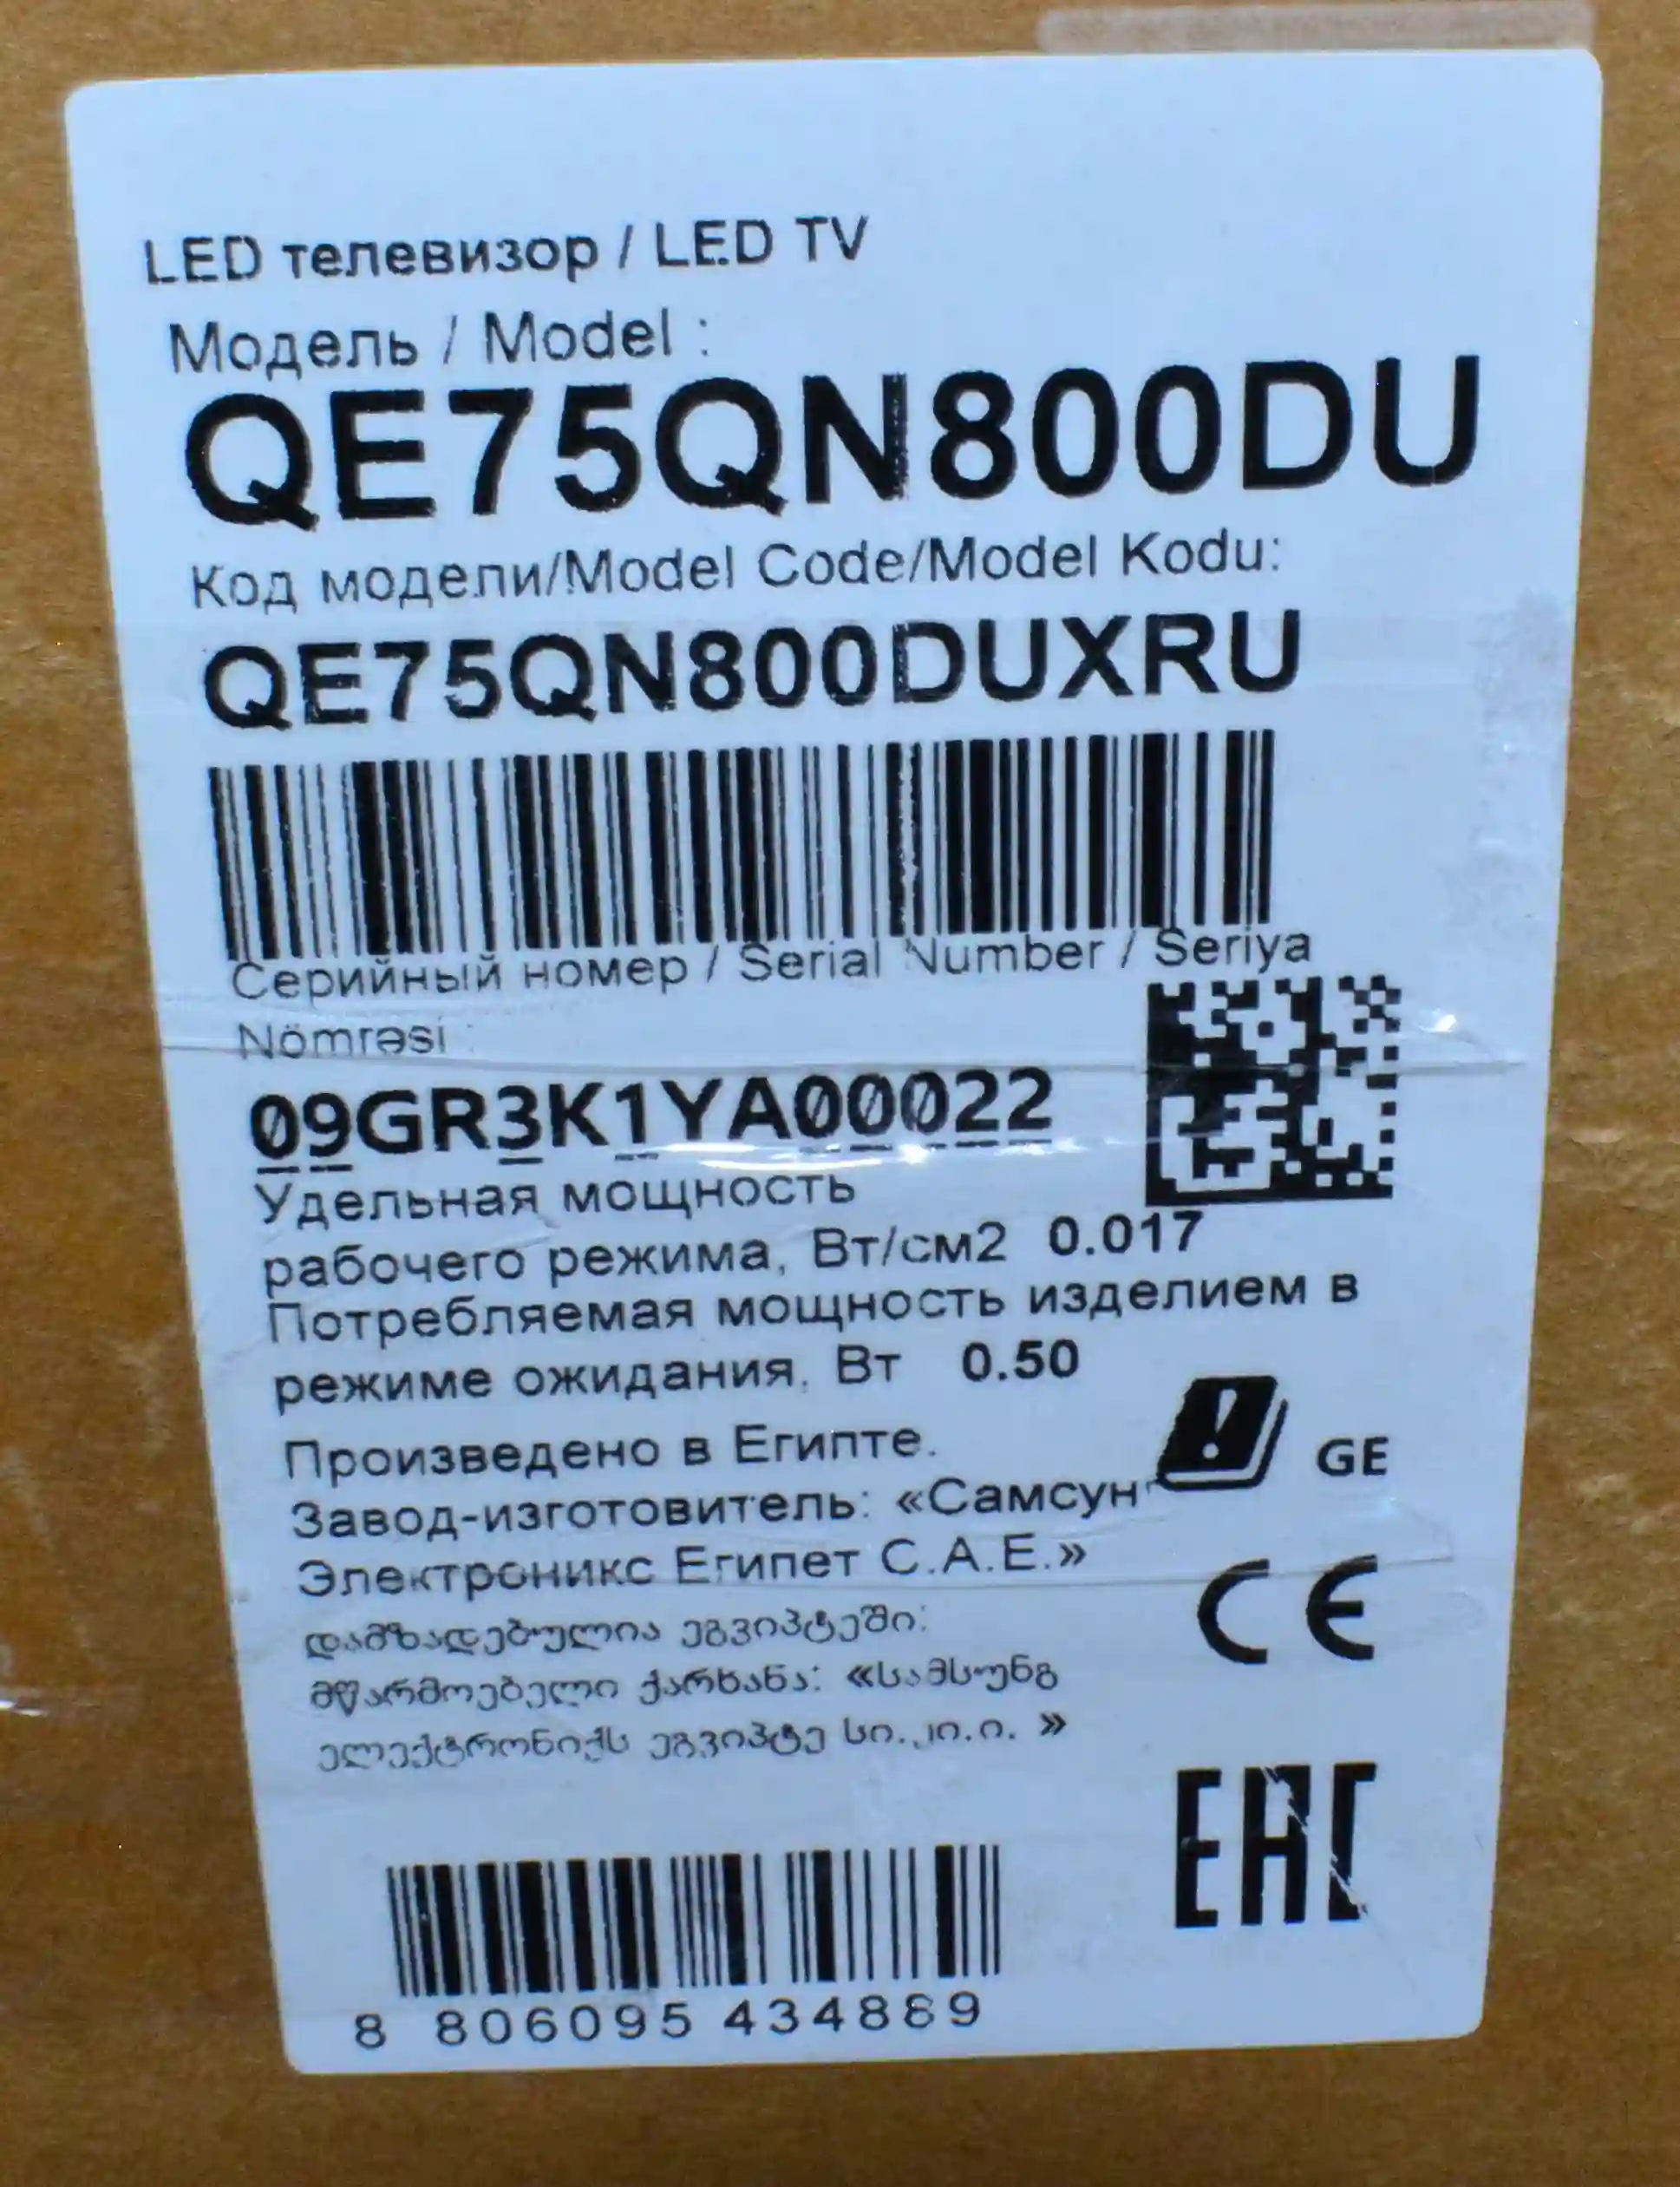 LED телевизор / LED TV
Модель / Model :
QE75QN800DU
Код модели/Model Code/Model Kodu:
QE75QN800DUXRU
Серийный номер / Serial Number / Seriya
Nömrəsi :
09GR3K1YA00022
Удельная мощность
рабочего режима, Вт/см2 0.017
Потребляемая мощность изделием в
режиме ожидания, Вт 0.50
Произведено в Египте.
Завод-изготовитель: «Самсунг
Электроникс Египет С.А.Е.»
დამზადებულია ეგვიპტეში:
მწარმოებელი ქარხანა: «სამსუნგ
ელექტრონიქს ეგვიპტე სი.ეი.ი. »
GE
CE
EAC
8 806095 434889